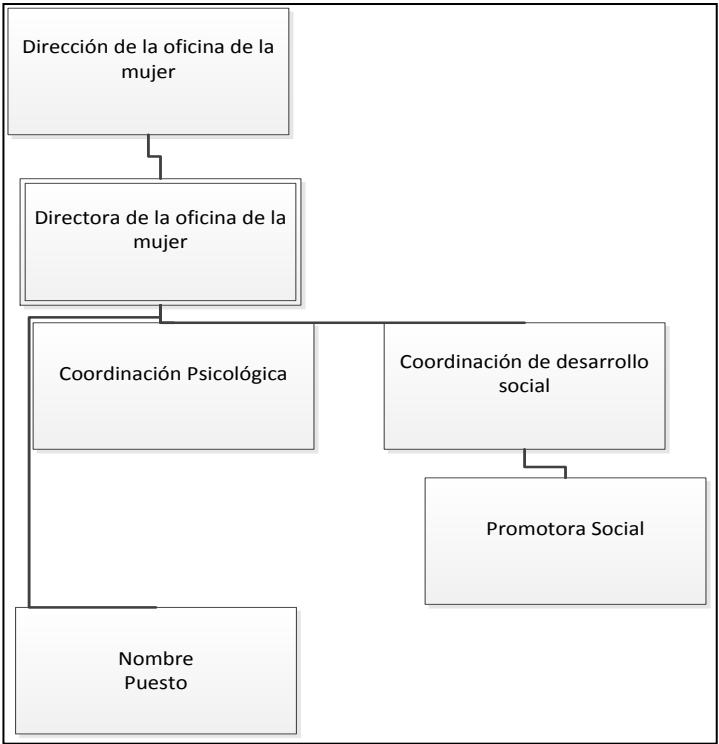 Dirección de la oficina de la
mujer
Directora de la oficina de la
mujer
Coordinación Psicológica
Coordinación de desarrollo
social
Promotora Social
Nombre
Puesto